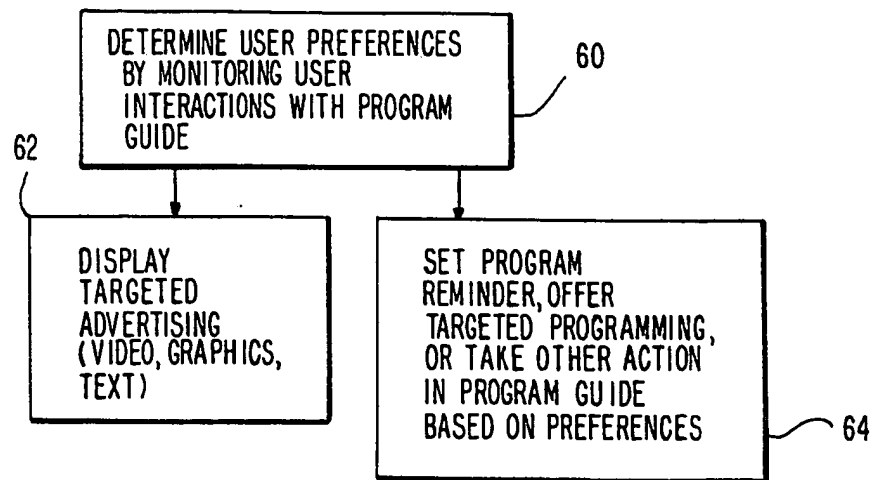 DETERMINE USER PREFERENCES
BY MONITORING USER
INTERACTIONS WITH PROGRAM
GUIDE
60
62
DISPLAY
TARGETED
ADVERTISING
(VIDEO, GRAPHICS,
TEXT)
SET PROGRAM
REMINDER, OFFER
TARGETED PROGRAMMING,
OR TAKE OTHER ACTION
IN PROGRAM GUIDE
BASED ON PREFERENCES
64